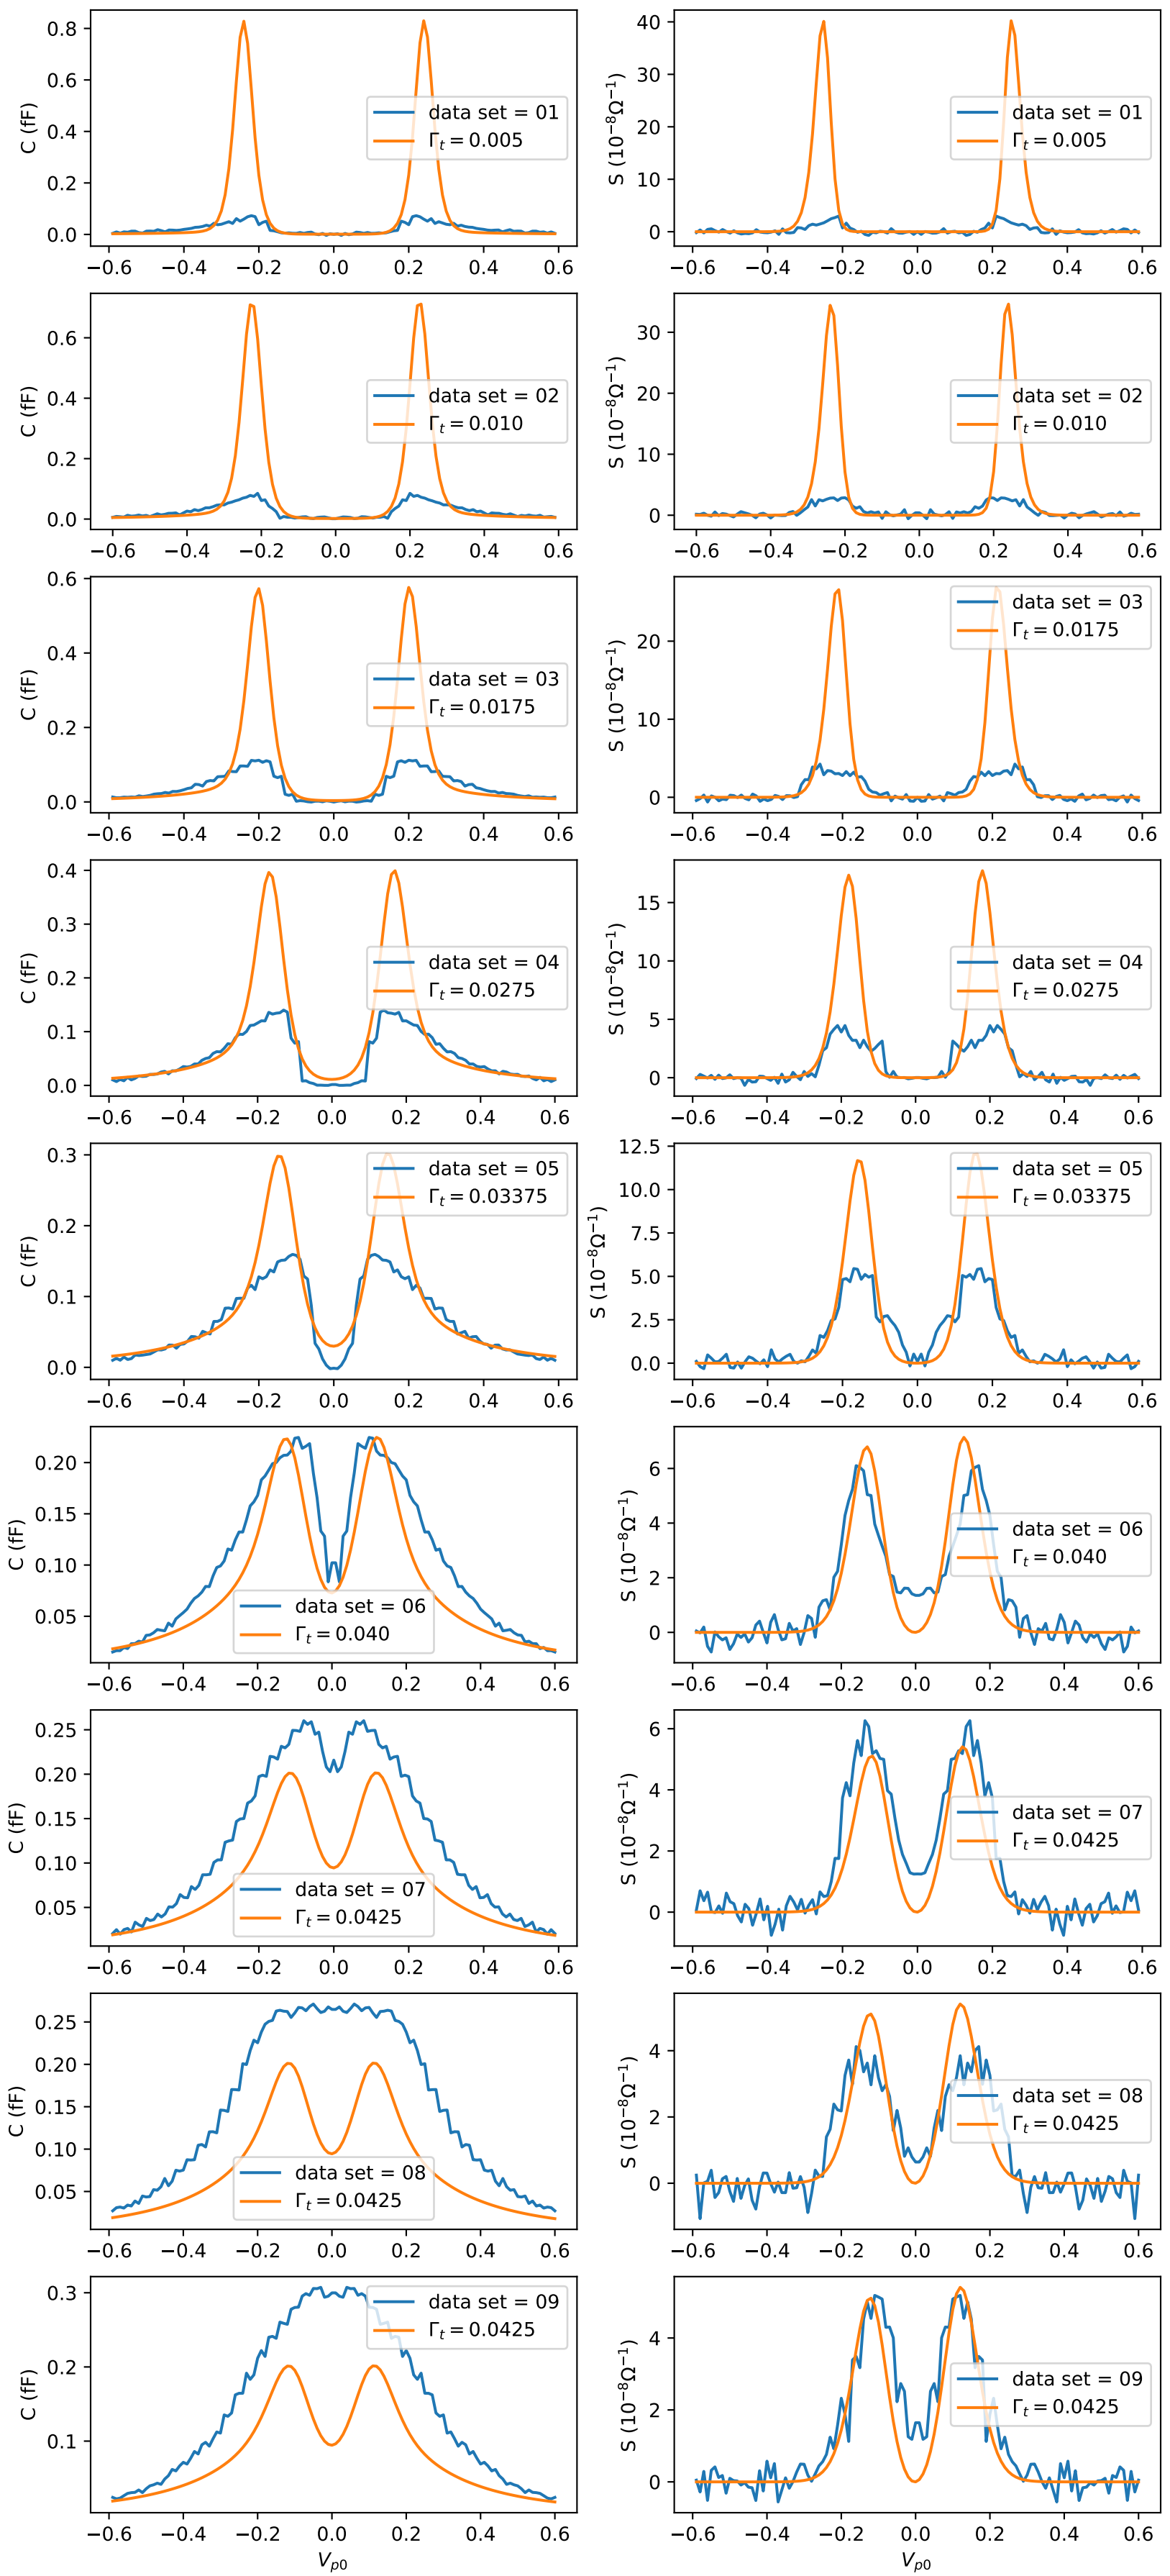 0.8
0.6
0.4
0.2
0.0
C (fF)
data set = 01
Γt = 0.005
−0.6 −0.4 −0.2 0.0 0.2 0.4 0.6
40
30
20
10
0
S (10⁻⁸Ω⁻¹)
data set = 01
Γt = 0.005
−0.6 −0.4 −0.2 0.0 0.2 0.4 0.6
0.6
0.4
0.2
0.0
C (fF)
data set = 02
Γt = 0.010
−0.6 −0.4 −0.2 0.0 0.2 0.4 0.6
30
20
10
0
S (10⁻⁸Ω⁻¹)
data set = 02
Γt = 0.010
−0.6 −0.4 −0.2 0.0 0.2 0.4 0.6
0.6
0.4
0.2
0.0
C (fF)
data set = 03
Γt = 0.0175
−0.6 −0.4 −0.2 0.0 0.2 0.4 0.6
20
10
0
S (10⁻⁸Ω⁻¹)
data set = 03
Γt = 0.0175
−0.6 −0.4 −0.2 0.0 0.2 0.4 0.6
0.4
0.3
0.2
0.1
0.0
C (fF)
data set = 04
Γt = 0.0275
−0.6 −0.4 −0.2 0.0 0.2 0.4 0.6
15
10
5
0
S (10⁻⁸Ω⁻¹)
data set = 04
Γt = 0.0275
−0.6 −0.4 −0.2 0.0 0.2 0.4 0.6
0.3
0.2
0.1
0.0
C (fF)
data set = 05
Γt = 0.03375
−0.6 −0.4 −0.2 0.0 0.2 0.4 0.6
12.5
10.0
7.5
5.0
2.5
0.0
S (10⁻⁸Ω⁻¹)
data set = 05
Γt = 0.03375
−0.6 −0.4 −0.2 0.0 0.2 0.4 0.6
0.20
0.15
0.10
0.05
C (fF)
data set = 06
Γt = 0.040
−0.6 −0.4 −0.2 0.0 0.2 0.4 0.6
6
4
2
0
S (10⁻⁸Ω⁻¹)
data set = 06
Γt = 0.040
−0.6 −0.4 −0.2 0.0 0.2 0.4 0.6
0.25
0.20
0.15
0.10
0.05
C (fF)
data set = 07
Γt = 0.0425
−0.6 −0.4 −0.2 0.0 0.2 0.4 0.6
6
4
2
0
S (10⁻⁸Ω⁻¹)
data set = 07
Γt = 0.0425
−0.6 −0.4 −0.2 0.0 0.2 0.4 0.6
0.25
0.20
0.15
0.10
0.05
C (fF)
data set = 08
Γt = 0.0425
−0.6 −0.4 −0.2 0.0 0.2 0.4 0.6
4
2
0
S (10⁻⁸Ω⁻¹)
data set = 08
Γt = 0.0425
−0.6 −0.4 −0.2 0.0 0.2 0.4 0.6
0.3
0.2
0.1
C (fF)
data set = 09
Γt = 0.0425
−0.6 −0.4 −0.2 0.0 0.2 0.4 0.6
Vp0
4
2
0
S (10⁻⁸Ω⁻¹)
data set = 09
Γt = 0.0425
−0.6 −0.4 −0.2 0.0 0.2 0.4 0.6
Vp0